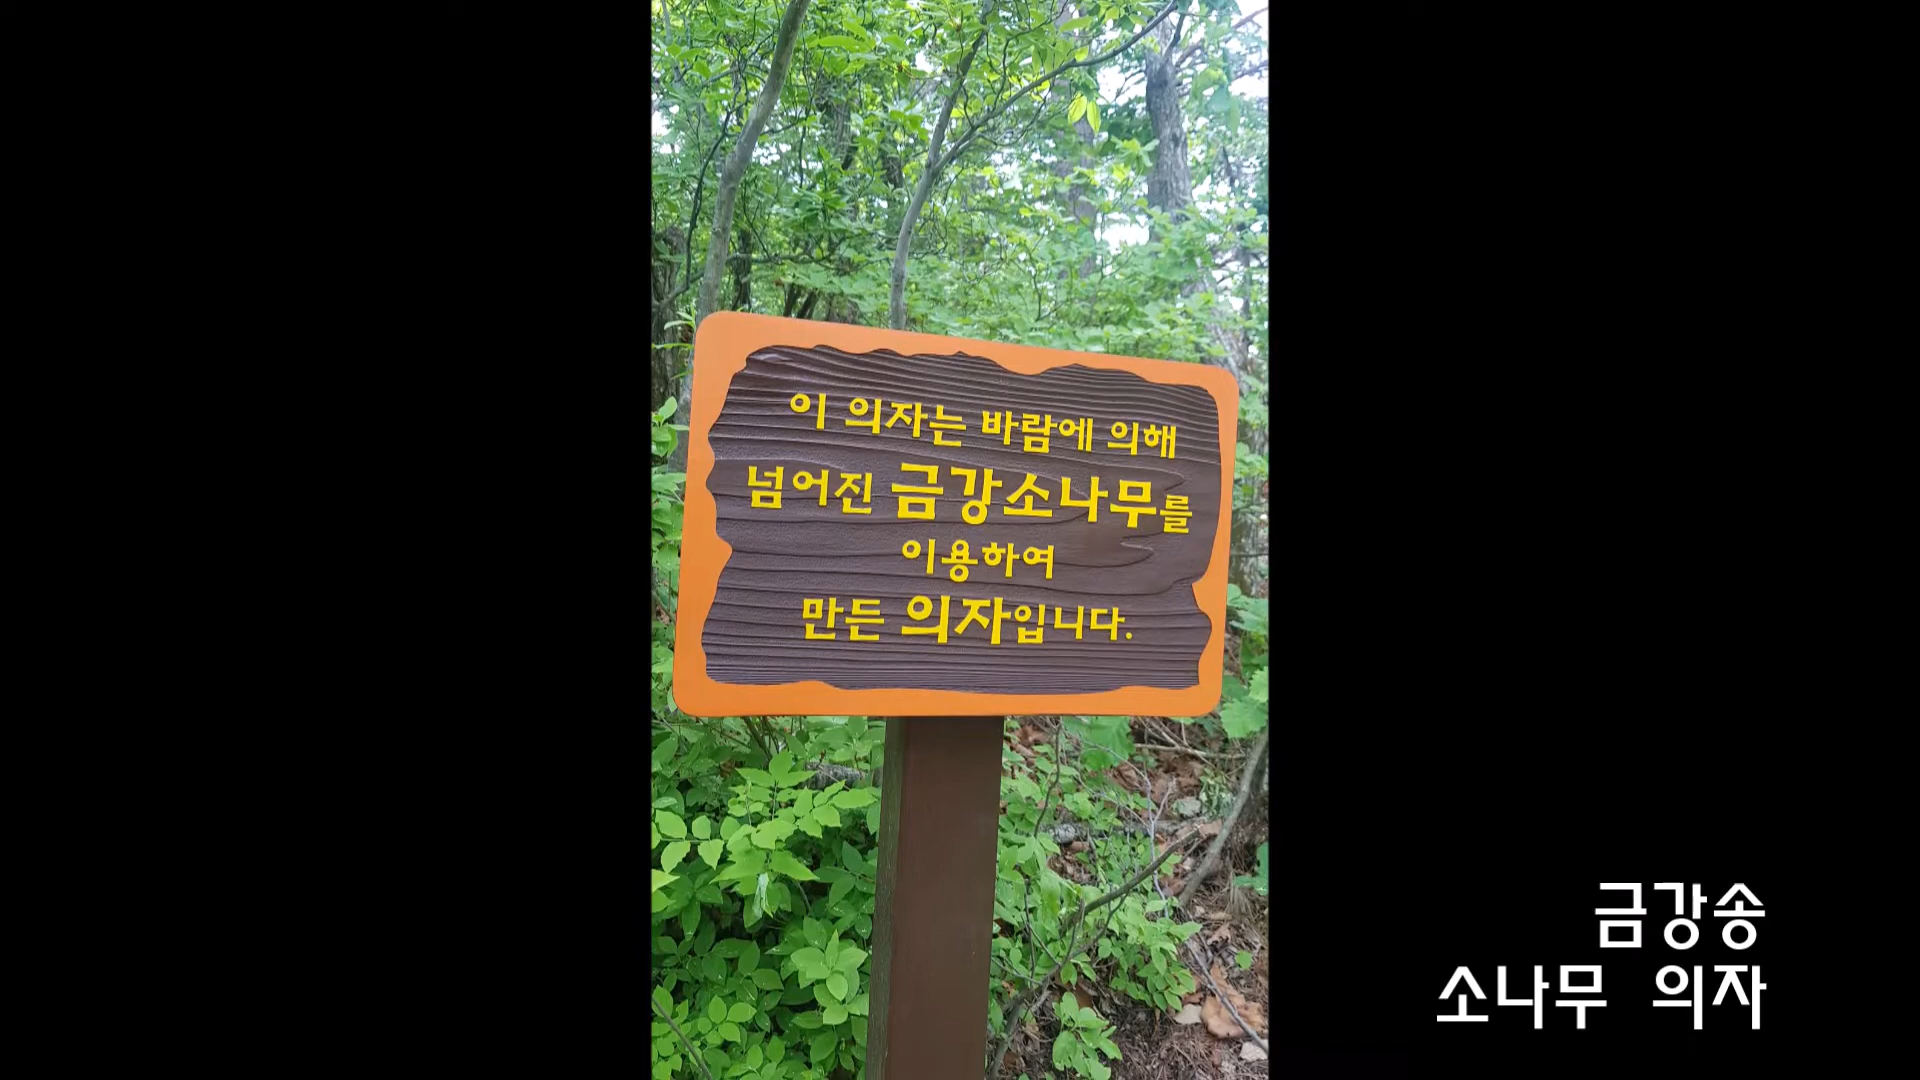 이 의자는 바람에 의해
넘어진 금강소나무를
이용하여
만든 의자입니다.
금강송
소나무 의자